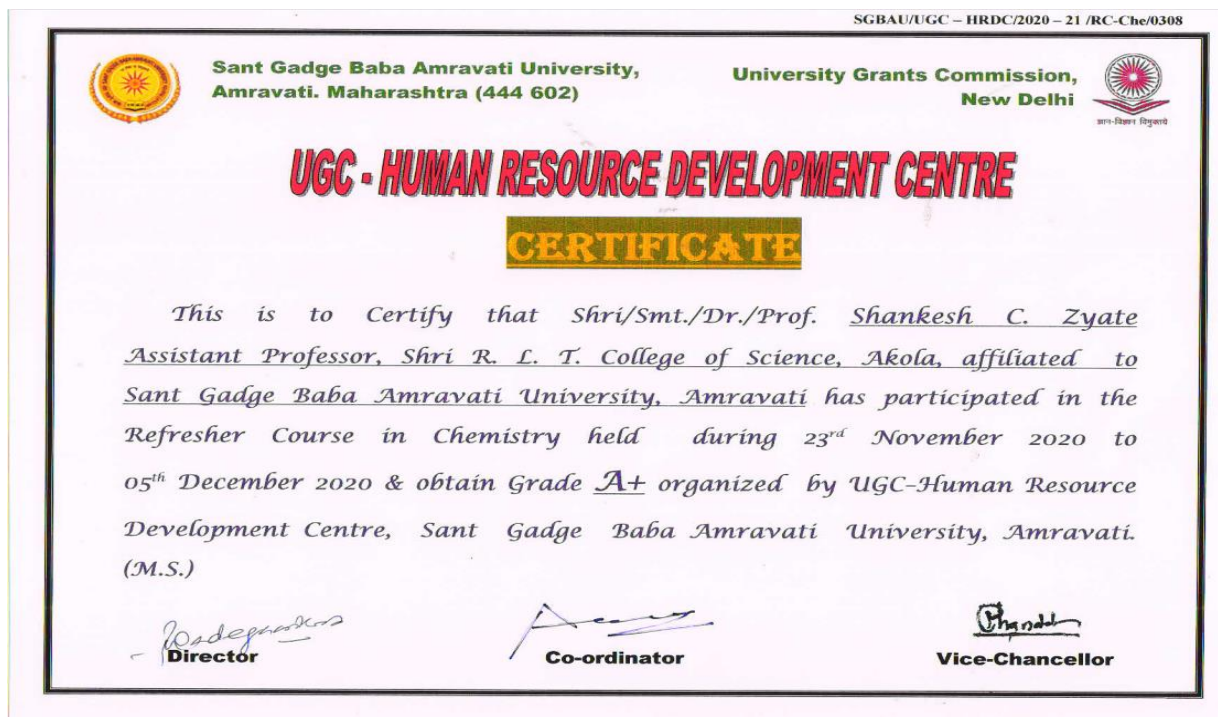 SGBAU/UGC – HRDC/2020 – 21 /RC-Che/0308
Sant Gadge Baba Amravati University,
Amravati. Maharashtra (444 602)
University Grants Commission,
New Delhi
ज्ञान-विज्ञान विमुक्तये
UGC - HUMAN RESOURCE DEVELOPMENT CENTRE
CERTIFICATE
This is to Certify that Shri/Smt./Dr./Prof. Shankesh C. Zyate
Assistant Professor, Shri R. L. T. College of Science, Akola, affiliated to
Sant Gadge Baba Amravati University, Amravati has participated in the
Refresher Course in Chemistry held during 23rd November 2020 to
05th December 2020 & obtain Grade A+ organized by UGC-Human Resource
Development Centre, Sant Gadge Baba Amravati University, Amravati.
(M.S.)
Director
Co-ordinator
Vice-Chancellor